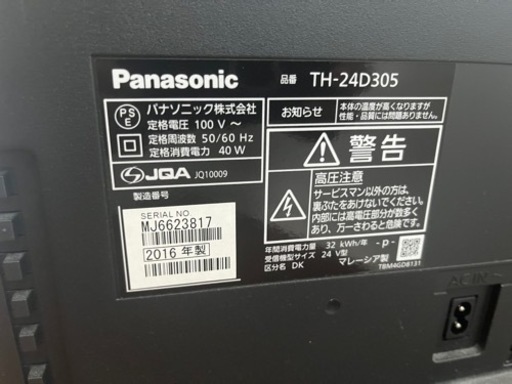 Panasonic
品番 TH-24D305
PS
E
パナソニック株式会社
定格電圧 100 V ～
定格周波数 50/60 Hz
定格消費電力 40 W
JQA JQ10009
製造番号
SERIAL NO
MJ6623817
2016 年製
お知らせ
本体の温度が高くなりますが
性能・品質には問題ありません。
警告
高圧注意
サービスマン以外の方は、
裏ぶたをあけないでください。
内部には高電圧部分が数多く
あり、万一さわると危険です。
年間消費電力量 32 kWh/年 - p -
受信機型サイズ 24 V型
区分名 DK マレーシア製
TBM4GD8131
AC IN ～